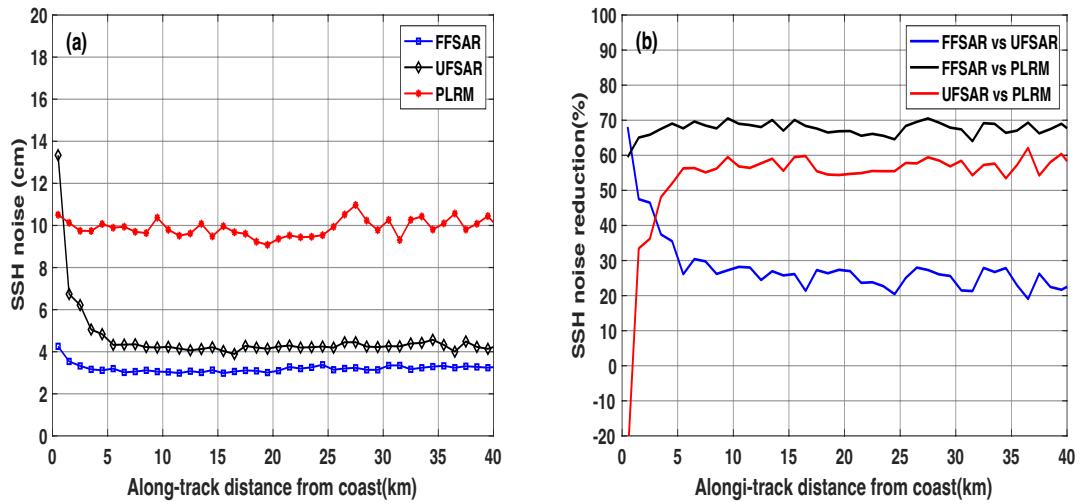 (a)
FFSAR
UFSAR
PLRM
SSH noise (cm)
20
18
16
14
12
10
8
6
4
2
0
0 5 10 15 20 25 30 35 40
Along-track distance from coast(km)
(b)
FFSAR vs UFSAR
FFSAR vs PLRM
UFSAR vs PLRM
SSH noise reduction(%)
100
90
80
70
60
50
40
30
20
10
0
-10
-20
0 5 10 15 20 25 30 35 40
Alongi-track distance from coast(km)